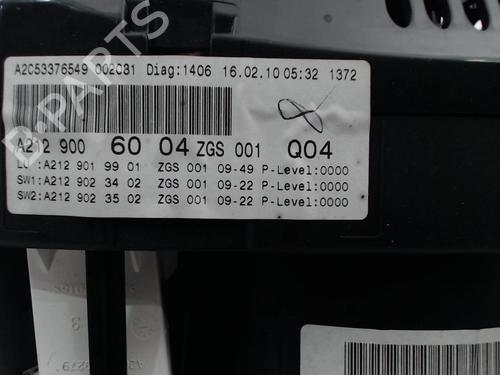 A2C53376549 002031 Diag:1406 16.02.10 05:32 1372
A212 900 60 04 ZGS 001 Q04
LU :A212 901 99 01 ZGS 001 09-49 P-Level:0000
SW1:A212 902 34 02 ZGS 001 09-22 P-Level:0000
SW2:A212 902 35 02 ZGS 001 09-22 P-Level:0000
B-PARTS